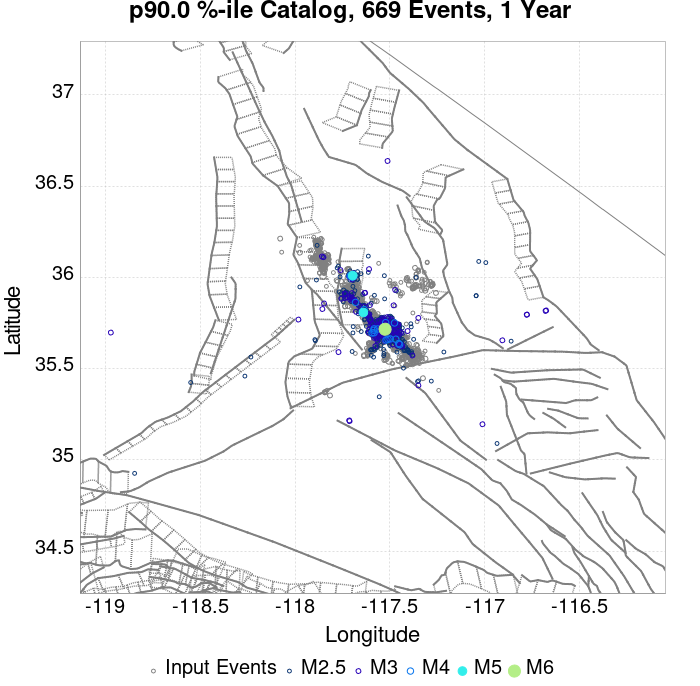 p90.0 %-ile Catalog, 669 Events, 1 Year
37
36.5
36
35.5
35
34.5
Latitude
-119 -118.5 -118 -117.5 -117 -116.5
Longitude
Input Events M2.5 M3 M4 M5 M6